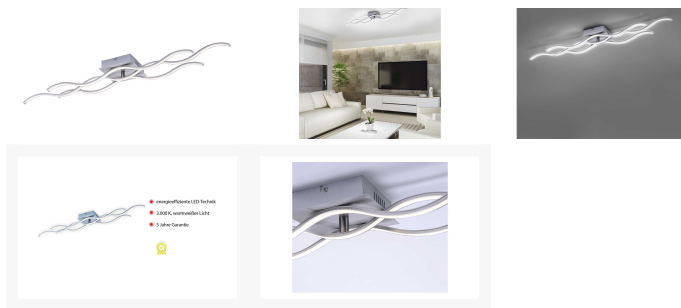 energieeffiziente LED-Technik
3.000 K, warmweißes Licht
5 Jahre Garantie